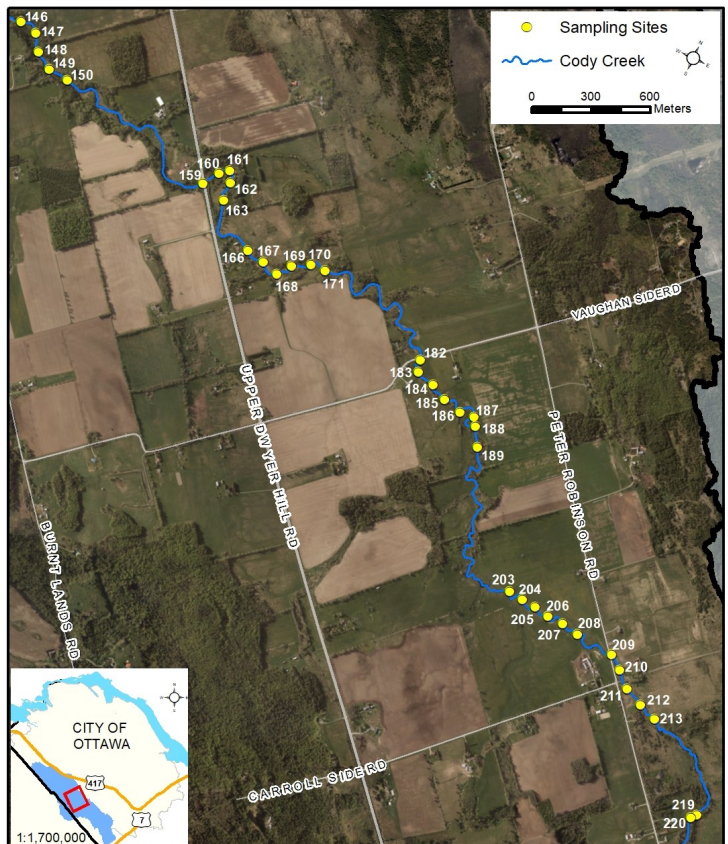 146
147
148
149
150
Sampling Sites
Cody Creek
N
E
S
W
0 300 600
Meters
159
160
161
162
163
166
167
168
169
170
171
VAUGHAN SIDERD
182
183
184
185
186
187
188
189
UPPER DWYER HILL RD
PETER ROBINSON RD
BURNT LANDS RD
203
204
205
206
207
208
209
210
211
212
213
CARROLL SIDE RD
219
220
CITY OF
OTTAWA
N
W
E
S
417
7
1:1,700,000